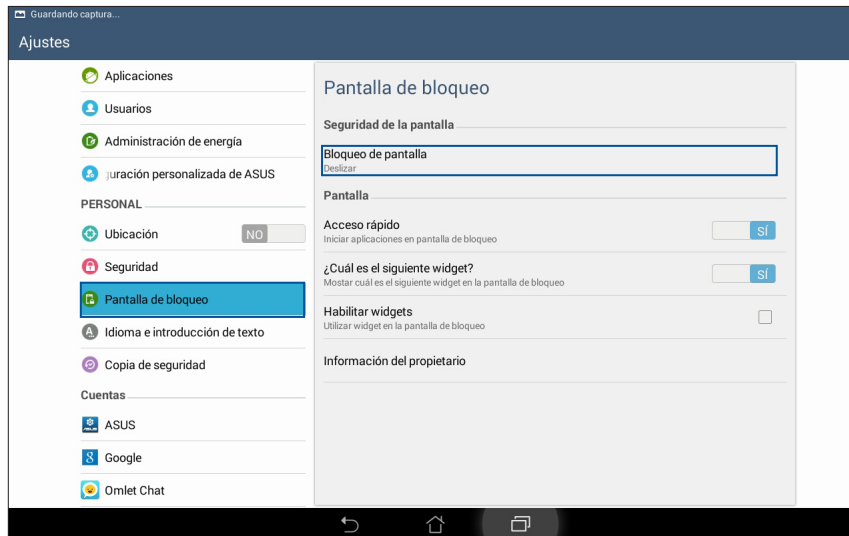 Guardando captura...
Ajustes
Aplicaciones
Usuarios
Administración de energía
uración personalizada de ASUS
PERSONAL
Ubicación NO
Seguridad
Pantalla de bloqueo
Idioma e introducción de texto
Copia de seguridad
Cuentas
ASUS
Google
Omlet Chat
Pantalla de bloqueo
Seguridad de la pantalla
Bloqueo de pantalla
Deslizar
Pantalla
Acceso rápido
Iniciar aplicaciones en pantalla de bloqueo
SÍ
¿Cuál es el siguiente widget?
Mostar cuál es el siguiente widget en la pantalla de bloqueo
SÍ
Habilitar widgets
Utilizar widget en la pantalla de bloqueo
Información del propietario